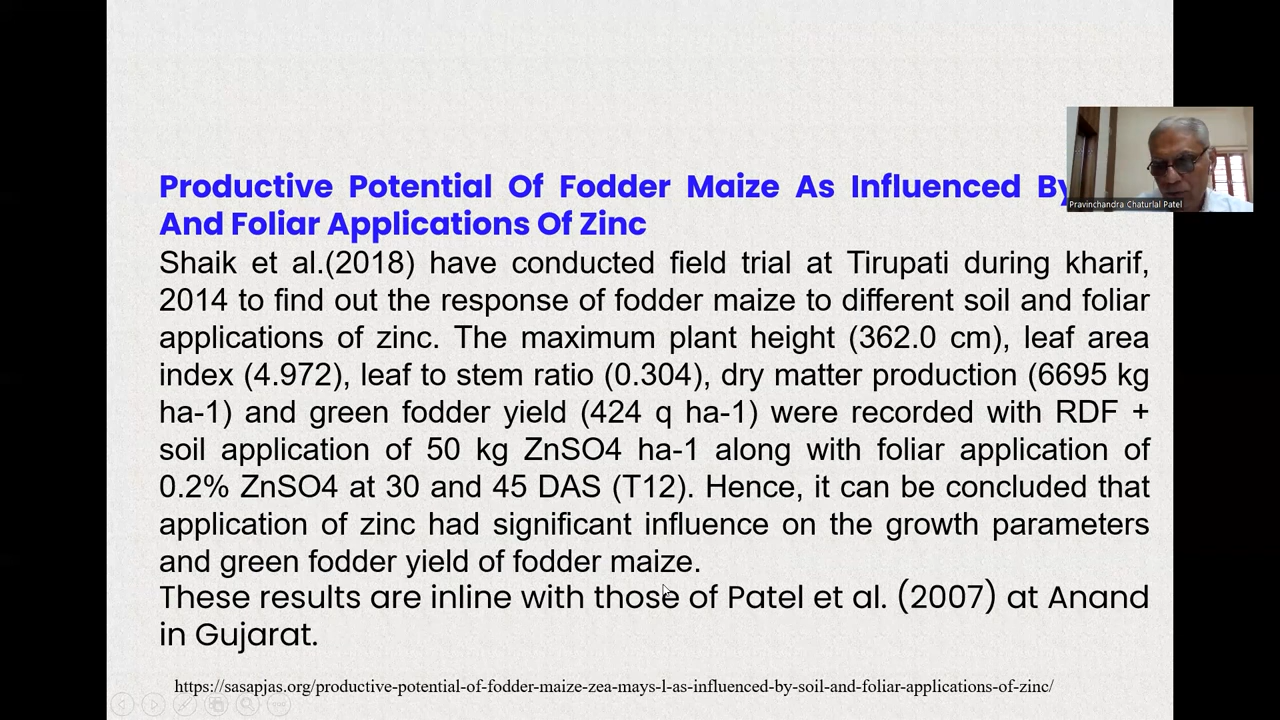 Productive Potential Of Fodder Maize As Influenced By
And Foliar Applications Of Zinc
Shaik et al.(2018) have conducted field trial at Tirupati during kharif,
2014 to find out the response of fodder maize to different soil and foliar
applications of zinc. The maximum plant height (362.0 cm), leaf area
index (4.972), leaf to stem ratio (0.304), dry matter production (6695 kg
ha-1) and green fodder yield (424 q ha-1) were recorded with RDF +
soil application of 50 kg ZnSO4 ha-1 along with foliar application of
0.2% ZnSO4 at 30 and 45 DAS (T12). Hence, it can be concluded that
application of zinc had significant influence on the growth parameters
and green fodder yield of fodder maize.
These results are inline with those of Patel et al. (2007) at Anand
in Gujarat.
https://sasapjas.org/productive-potential-of-fodder-maize-zea-mays-l-as-influenced-by-soil-and-foliar-applications-of-zinc/
Pravinchandra Chaturlal Patel